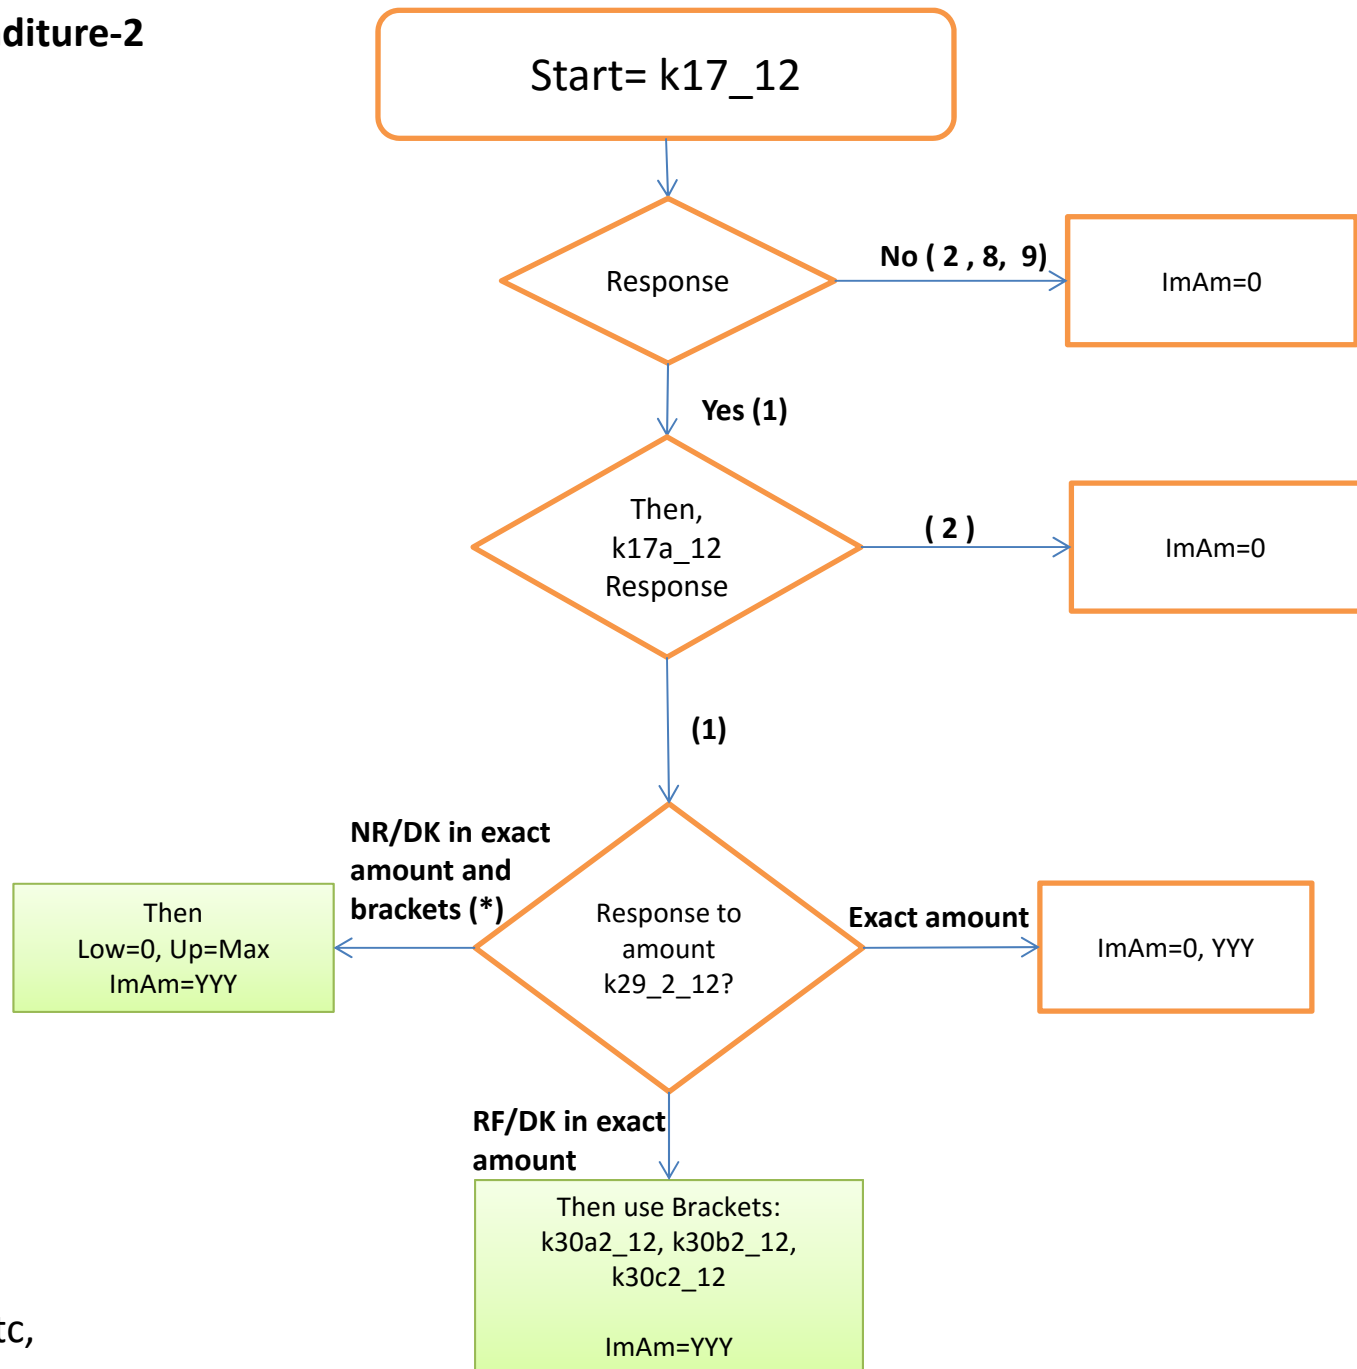 diture-2
Start= k17_12
Response
No ( 2 , 8, 9)
ImAm=0
Yes (1)
Then,
k17a_12
Response
( 2 )
ImAm=0
(1)
NR/DK in exact
amount and
brackets (*)
Then
Low=0, Up=Max
ImAm=YYY
Response to
amount
k29_2_12?
Exact amount
ImAm=0, YYY
RF/DK in exact
amount
Then use Brackets:
k30a2_12, k30b2_12,
k30c2_12
ImAm=YYY
tc,